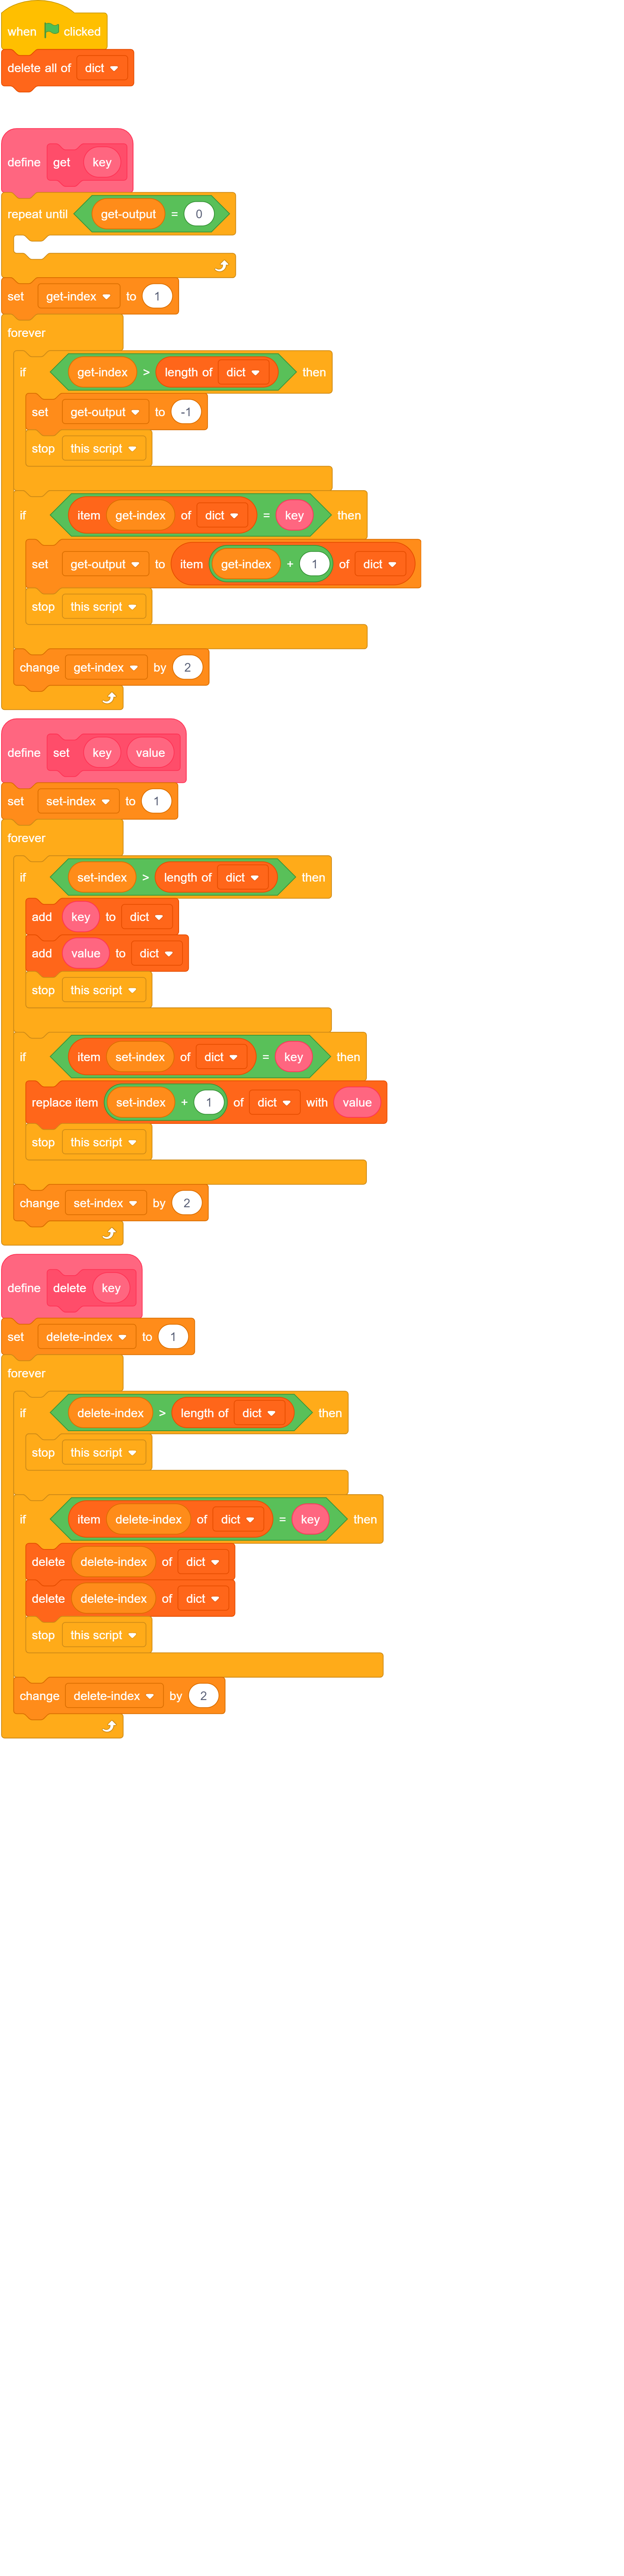 when clicked
delete all of dict
define get key
repeat until get-output = 0
set get-index to 1
forever
if get-index > length of dict then
set get-output to -1
stop this script
if item get-index of dict = key then
set get-output to item get-index + 1 of dict
stop this script
change get-index by 2
define set key value
set set-index to 1
forever
if set-index > length of dict then
add key to dict
add value to dict
stop this script
if item set-index of dict = key then
replace item set-index + 1 of dict with value
stop this script
change set-index by 2
define delete key
set delete-index to 1
forever
if delete-index > length of dict then
stop this script
if item delete-index of dict = key then
delete delete-index of dict
delete delete-index of dict
stop this script
change delete-index by 2